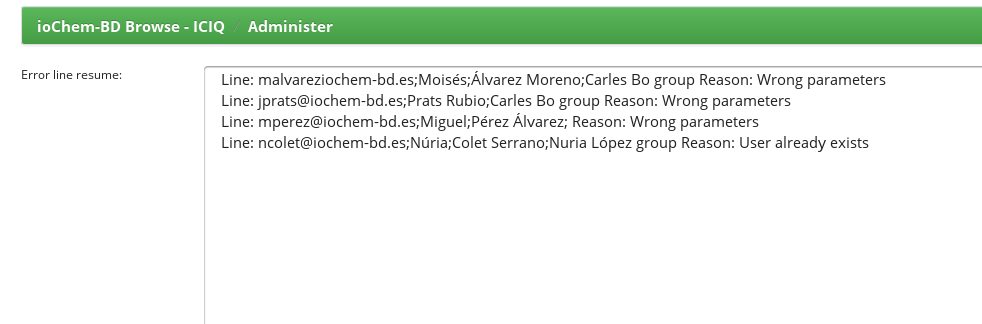 ioChem-BD Browse - ICIQ / Administer
Error line resume:
Line: malvareziochem-bd.es;Moisés;Álvarez Moreno;Carles Bo group Reason: Wrong parameters
Line: jprats@iochem-bd.es;Prats Rubio;Carles Bo group Reason: Wrong parameters
Line: mperez@iochem-bd.es;Miguel;Pérez Álvarez; Reason: Wrong parameters
Line: ncolet@iochem-bd.es;Núria;Colet Serrano;Nuria López group Reason: User already exists